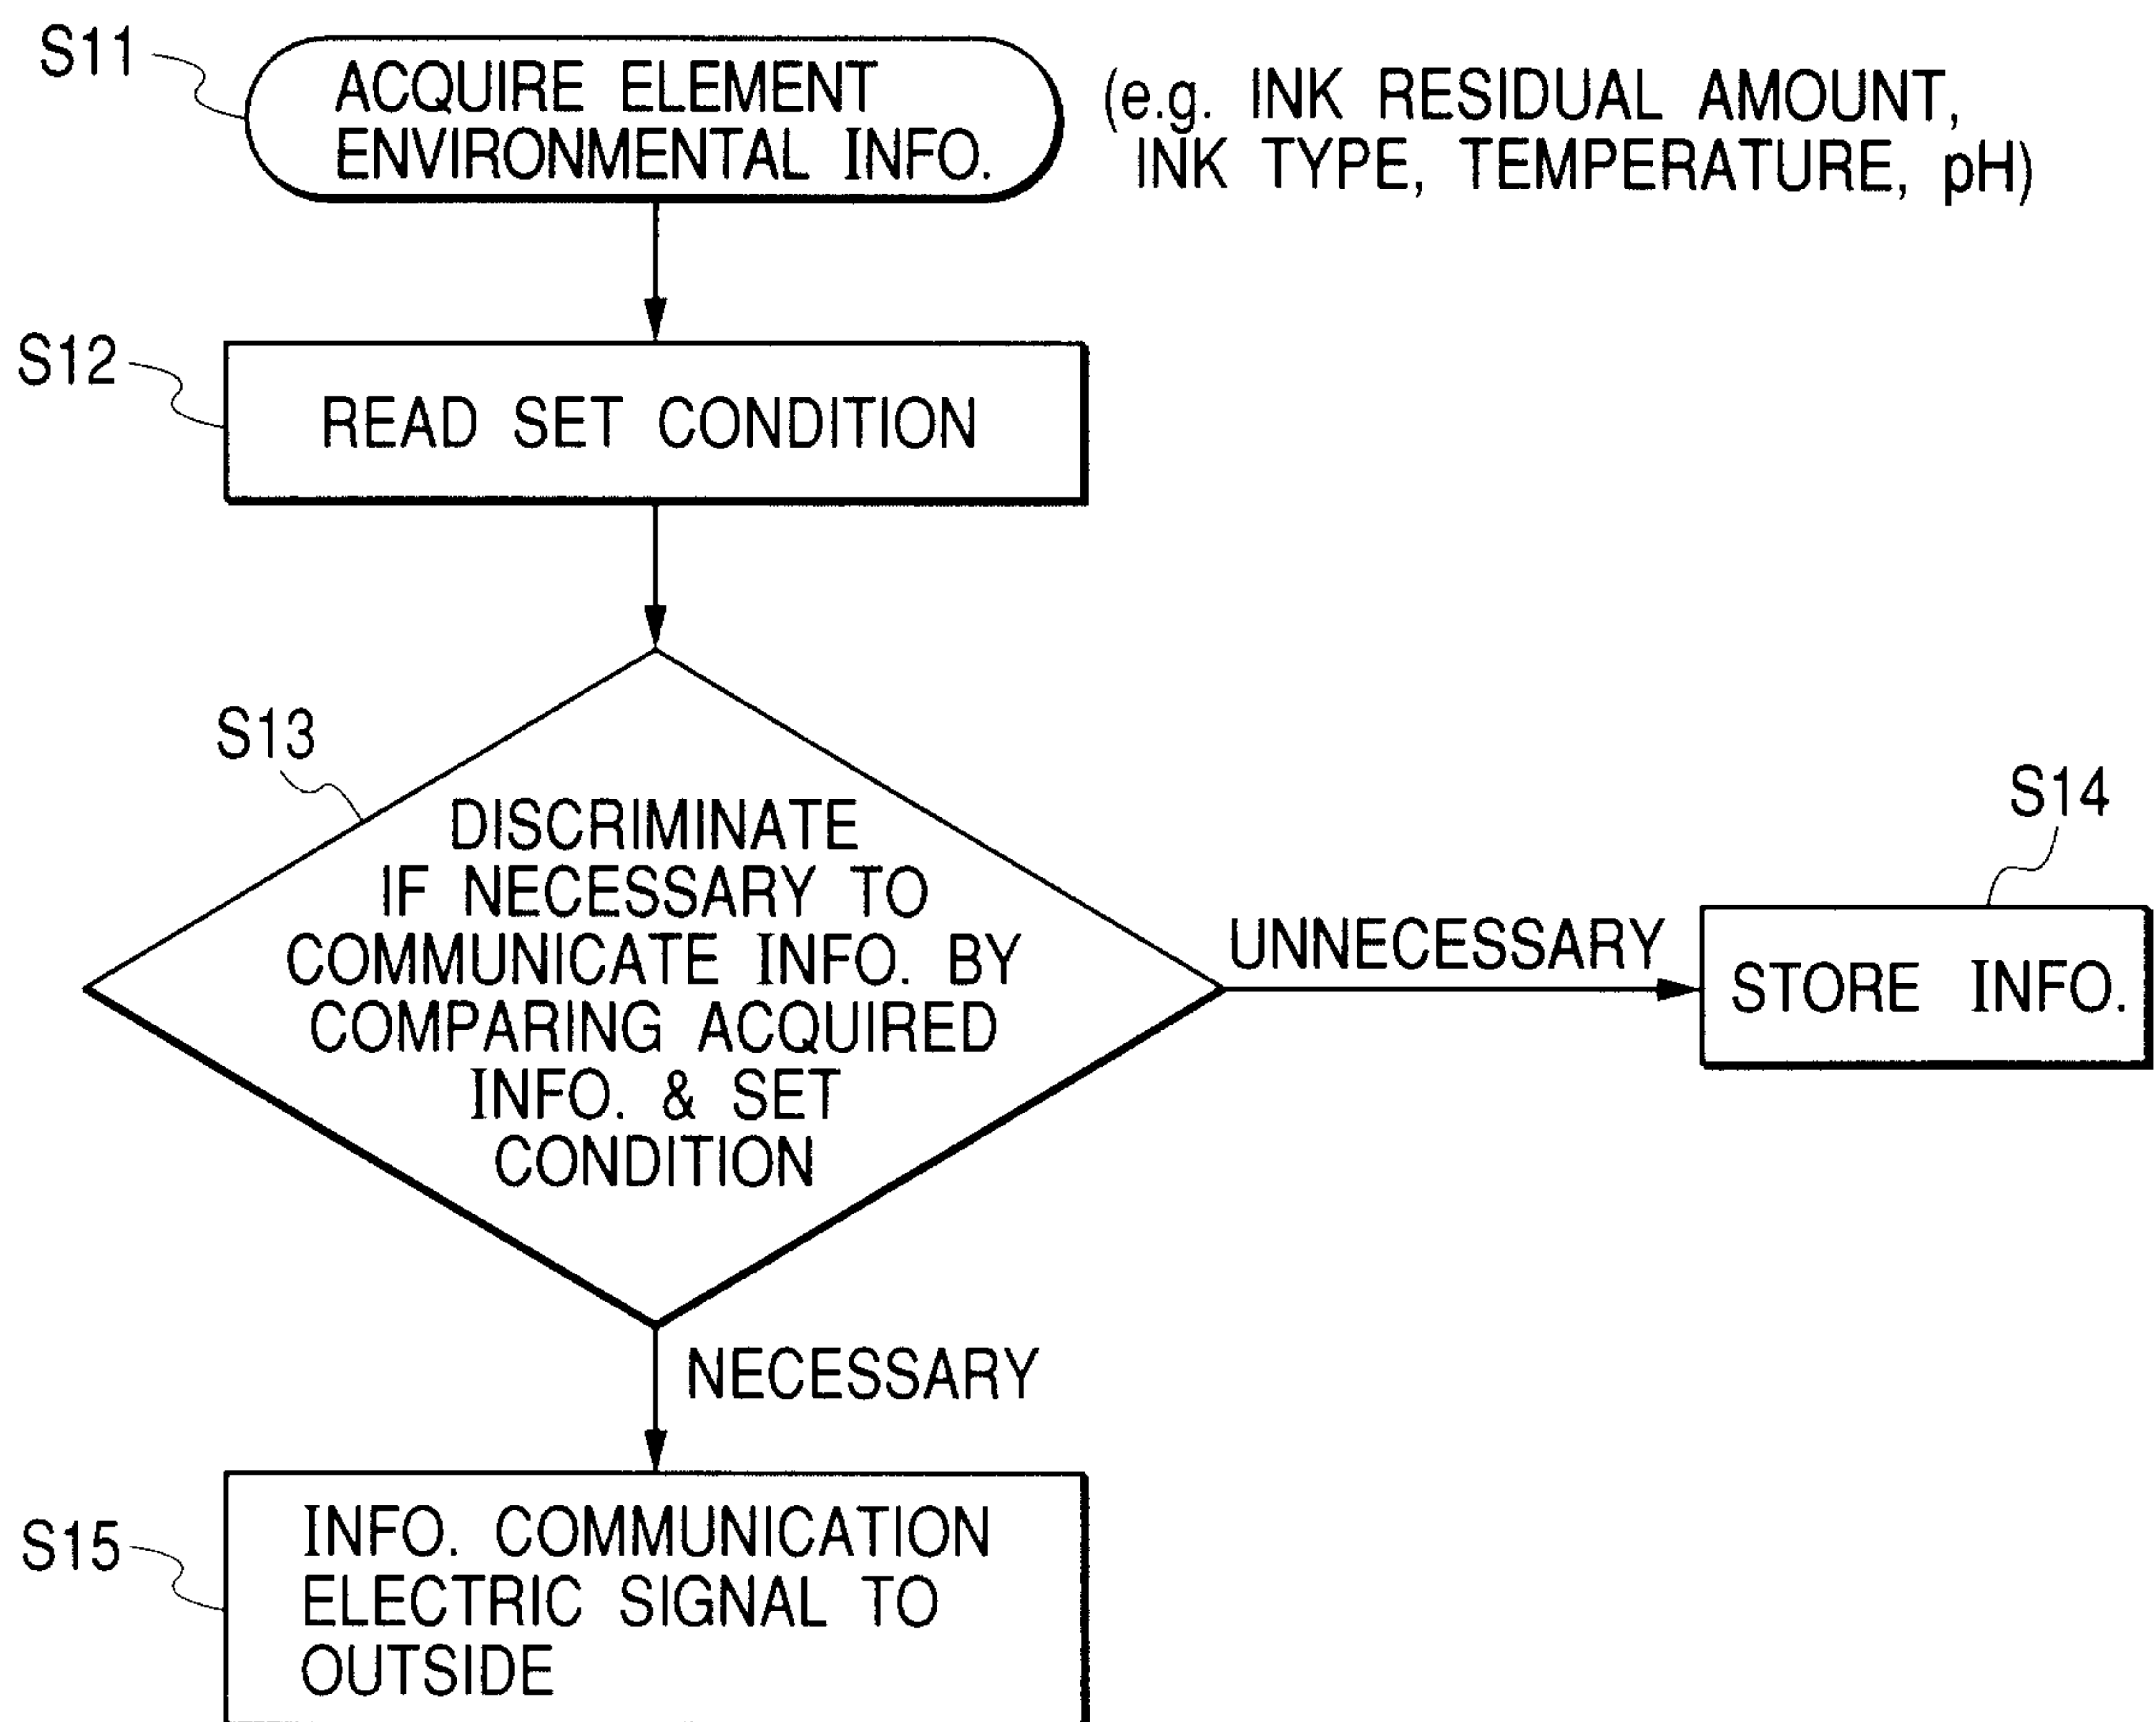 S11
ACQUIRE ELEMENT
ENVIRONMENTAL INFO.
(e.g. INK RESIDUAL AMOUNT,
INK TYPE, TEMPERATURE, pH)
S12
READ SET CONDITION
S13
DISCRIMINATE
IF NECESSARY TO
COMMUNICATE INFO. BY
COMPARING ACQUIRED
INFO. & SET
CONDITION
UNNECESSARY
S14
STORE INFO.
NECESSARY
S15
INFO. COMMUNICATION
ELECTRIC SIGNAL TO
OUTSIDE